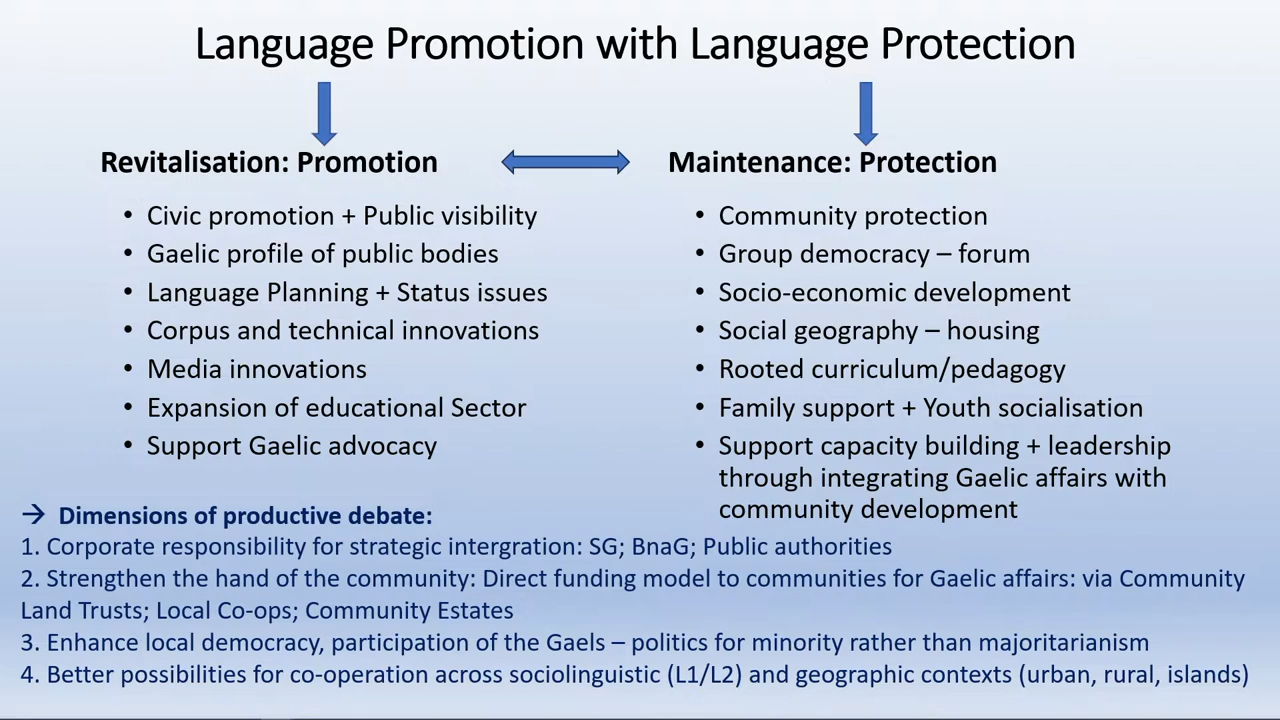 Language Promotion with Language Protection
Revitalisation: Promotion
• Civic promotion + Public visibility
• Gaelic profile of public bodies
• Language Planning + Status issues
• Corpus and technical innovations
• Media innovations
• Expansion of educational Sector
• Support Gaelic advocacy
Maintenance: Protection
• Community protection
• Group democracy – forum
• Socio-economic development
• Social geography – housing
• Rooted curriculum/pedagogy
• Family support + Youth socialisation
• Support capacity building + leadership
through integrating Gaelic affairs with
community development
→ Dimensions of productive debate:
1. Corporate responsibility for strategic intergration: SG; BnaG; Public authorities
2. Strengthen the hand of the community: Direct funding model to communities for Gaelic affairs: via Community
Land Trusts; Local Co-ops; Community Estates
3. Enhance local democracy, participation of the Gaels – politics for minority rather than majoritarianism
4. Better possibilities for co-operation across sociolinguistic (L1/L2) and geographic contexts (urban, rural, islands)